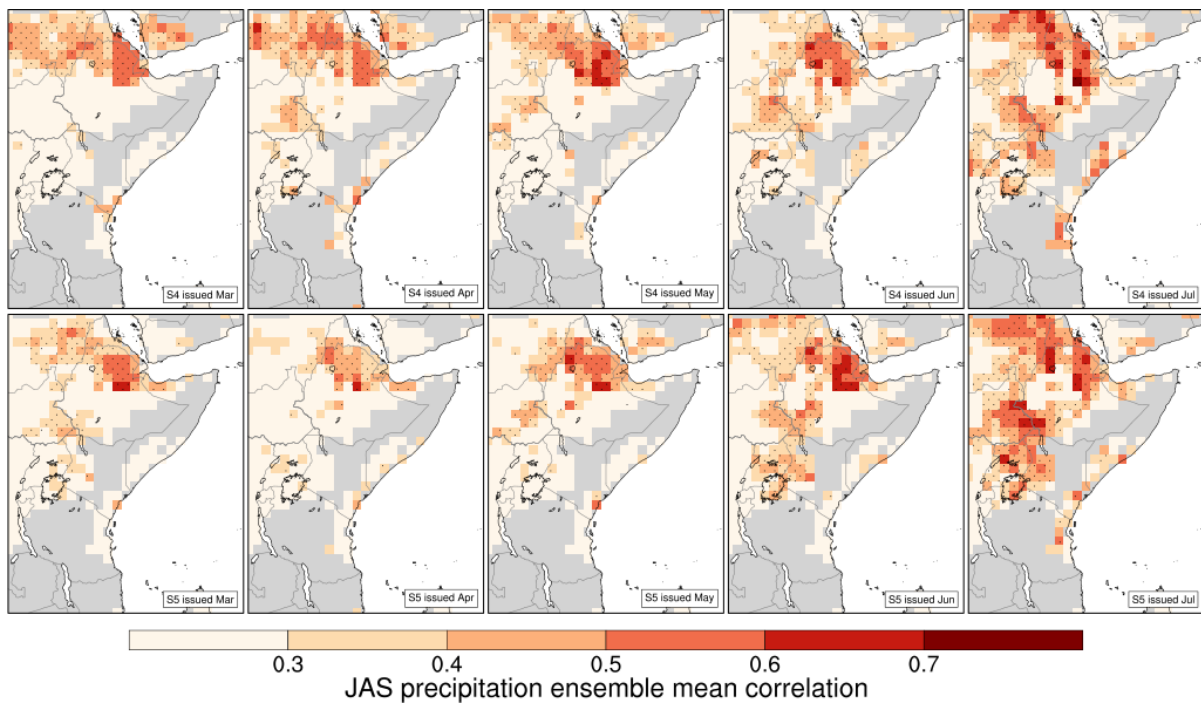 S4 issued Mar
S4 issued Apr
S4 issued May
S4 issued Jun
S4 issued Jul
S5 issued Mar
S5 issued Apr
S5 issued May
S5 issued Jun
S5 issued Jul
0.3 0.4 0.5 0.6 0.7
JAS precipitation ensemble mean correlation